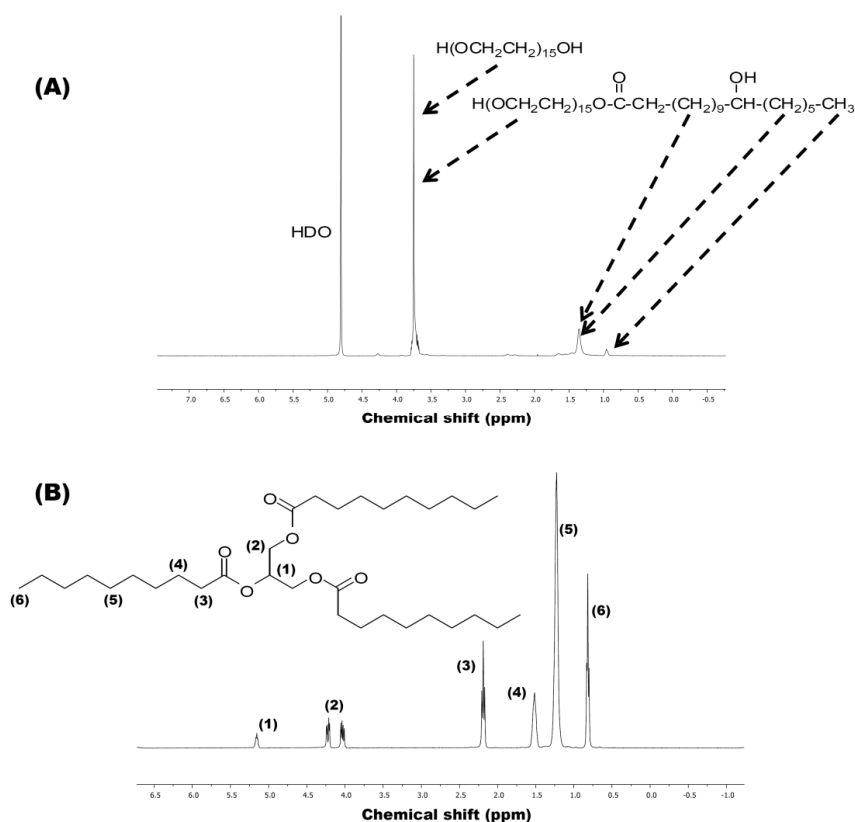 (A)
H(OCH₂CH₂)₁₅OH
O
OH
H(OCH₂CH₂)₁₅O-C-CH₂-(CH₂)₉-CH-(CH₂)₅-CH₃
HDO
7.5 7.0 6.5 6.0 5.5 5.0 4.5 4.0 3.5 3.0 2.5 2.0 1.5 1.0 0.5 0.0 -0.5
Chemical shift (ppm)
(B)
O
O
(2)
(4)
O
(1)
O
O
(6)
(5)
(3)
O
(1)
(2)
(3)
(4)
(5)
(6)
6.5 6.0 5.5 5.0 4.5 4.0 3.5 3.0 2.5 2.0 1.5 1.0 0.5 0.0 -0.5 -1.0
Chemical shift (ppm)